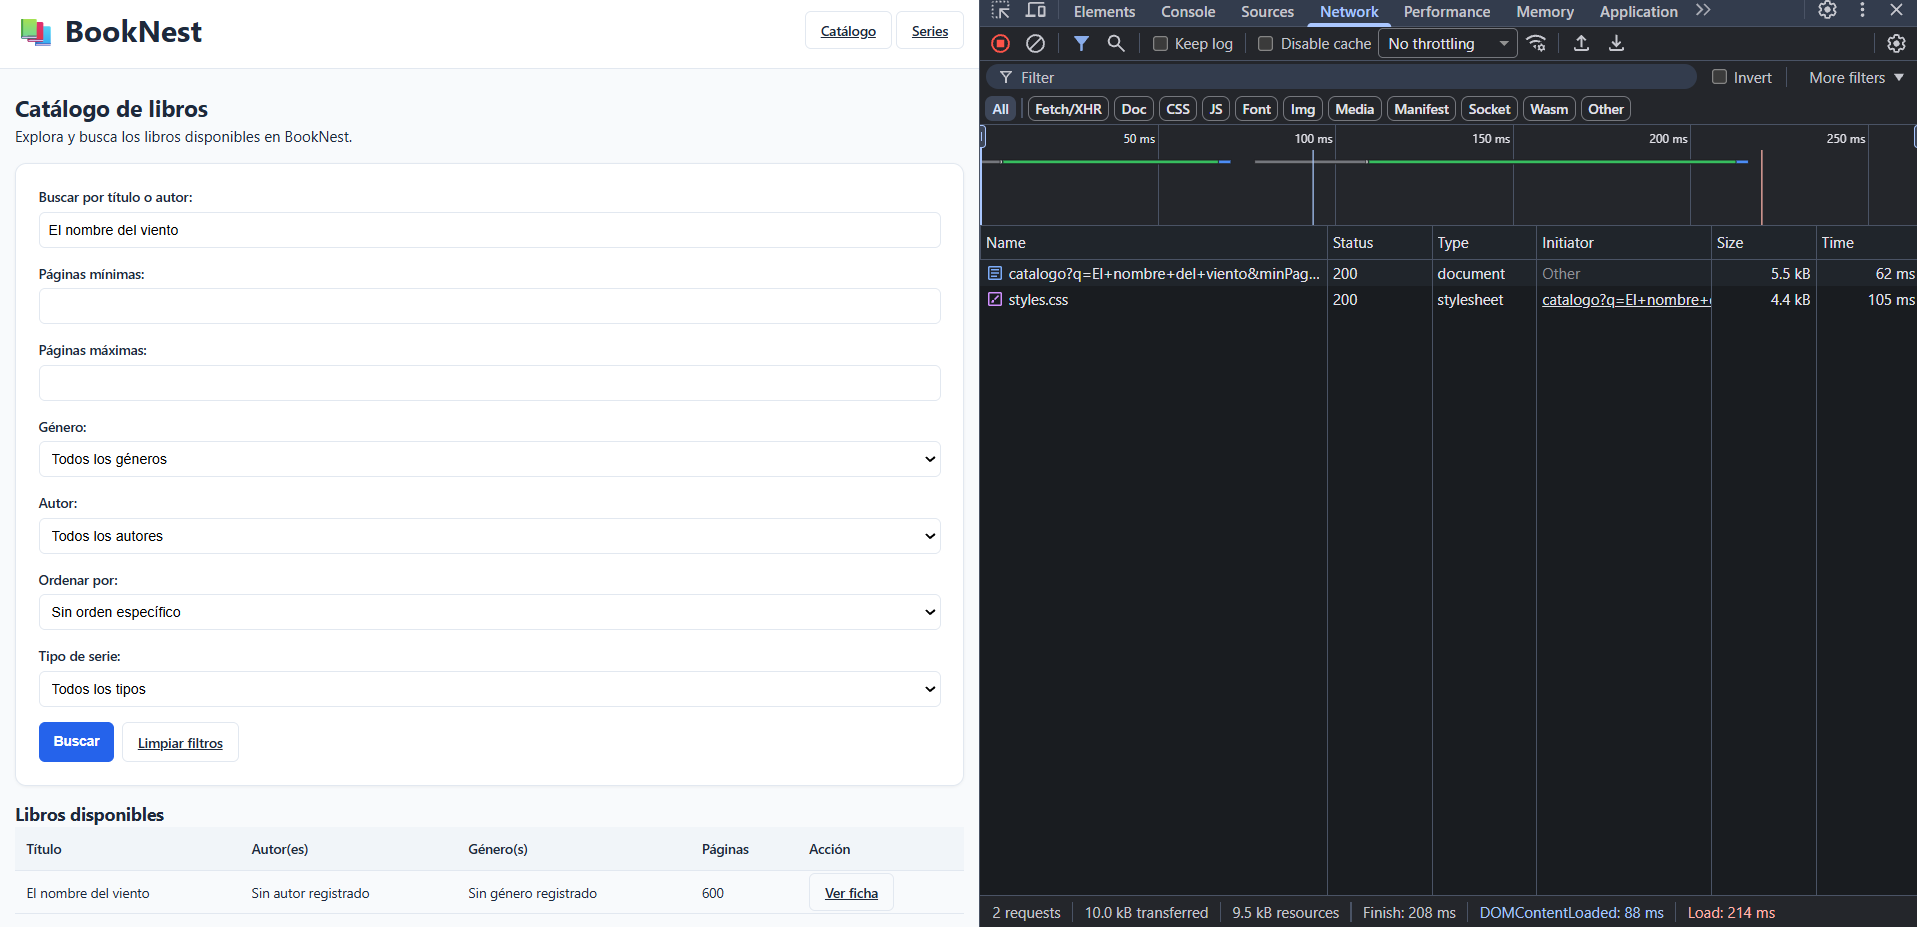 BookNest
Catálogo
Series
Catálogo de libros
Explora y busca los libros disponibles en BookNest.
Buscar por título o autor:
El nombre del viento
Páginas mínimas:
Páginas máximas:
Género:
Todos los géneros
Autor:
Todos los autores
Ordenar por:
Sin orden específico
Tipo de serie:
Todos los tipos
Buscar
Limpiar filtros
Libros disponibles
Título Autor(es) Género(s) Páginas Acción
El nombre del viento Sin autor registrado Sin género registrado 600 Ver ficha
Elements Console Sources Network Performance Memory Application
Keep log Disable cache No throttling
Filter Invert More filters
All Fetch/XHR Doc CSS JS Font Img Media Manifest Socket Wasm Other
50 ms 100 ms 150 ms 200 ms 250 ms
Name Status Type Initiator Size Time
catalogo?q=El+nombre+del+viento&minPag... 200 document Other 5.5 kB 62 ms
styles.css 200 stylesheet catalogo?q=El+nombre+ 4.4 kB 105 ms
2 requests 10.0 kB transferred 9.5 kB resources Finish: 208 ms DOMContentLoaded: 88 ms Load: 214 ms